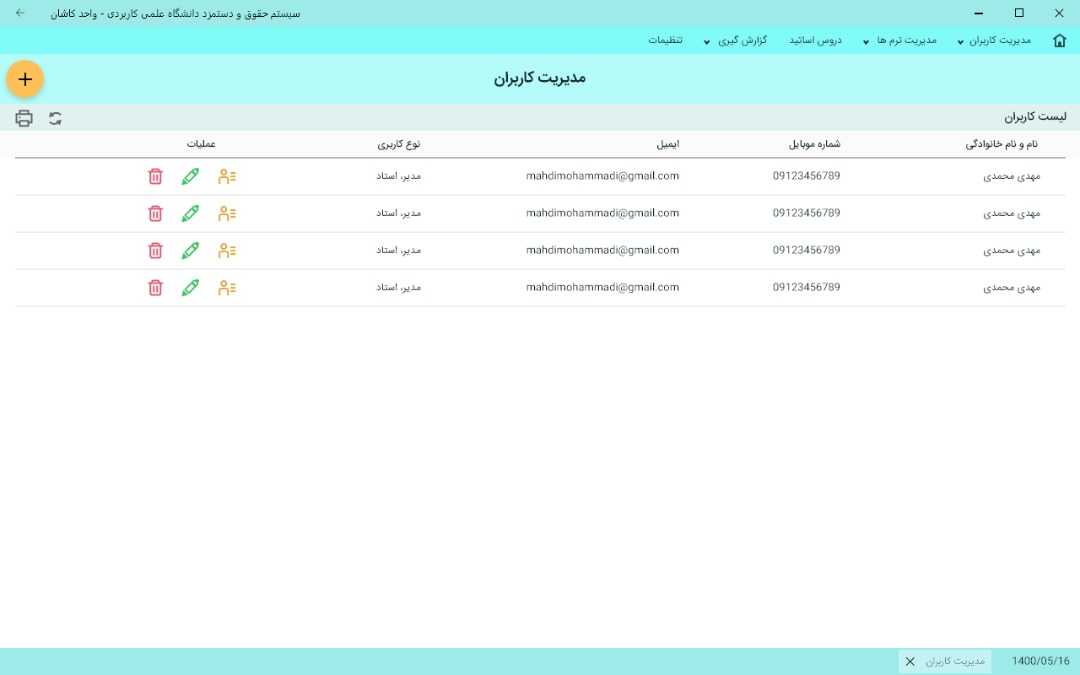 سیستم حقوق و دستمزد دانشگاه علمی کاربردی - واحد کاشان
مدیریت کاربران مدیریت ترم ها دروس اساتید گزارش گیری تنظیمات
مدیریت کاربران
لیست کاربران
نام و نام خانوادگی شماره موبایل ایمیل نوع کاربری عملیات
مهدی محمدی 09123456789 mahdimohammadi@gmail.com مدیر، استاد
مهدی محمدی 09123456789 mahdimohammadi@gmail.com مدیر، استاد
مهدی محمدی 09123456789 mahdimohammadi@gmail.com مدیر، استاد
مهدی محمدی 09123456789 mahdimohammadi@gmail.com مدیر، استاد
1400/05/16 مدیریت کاربران